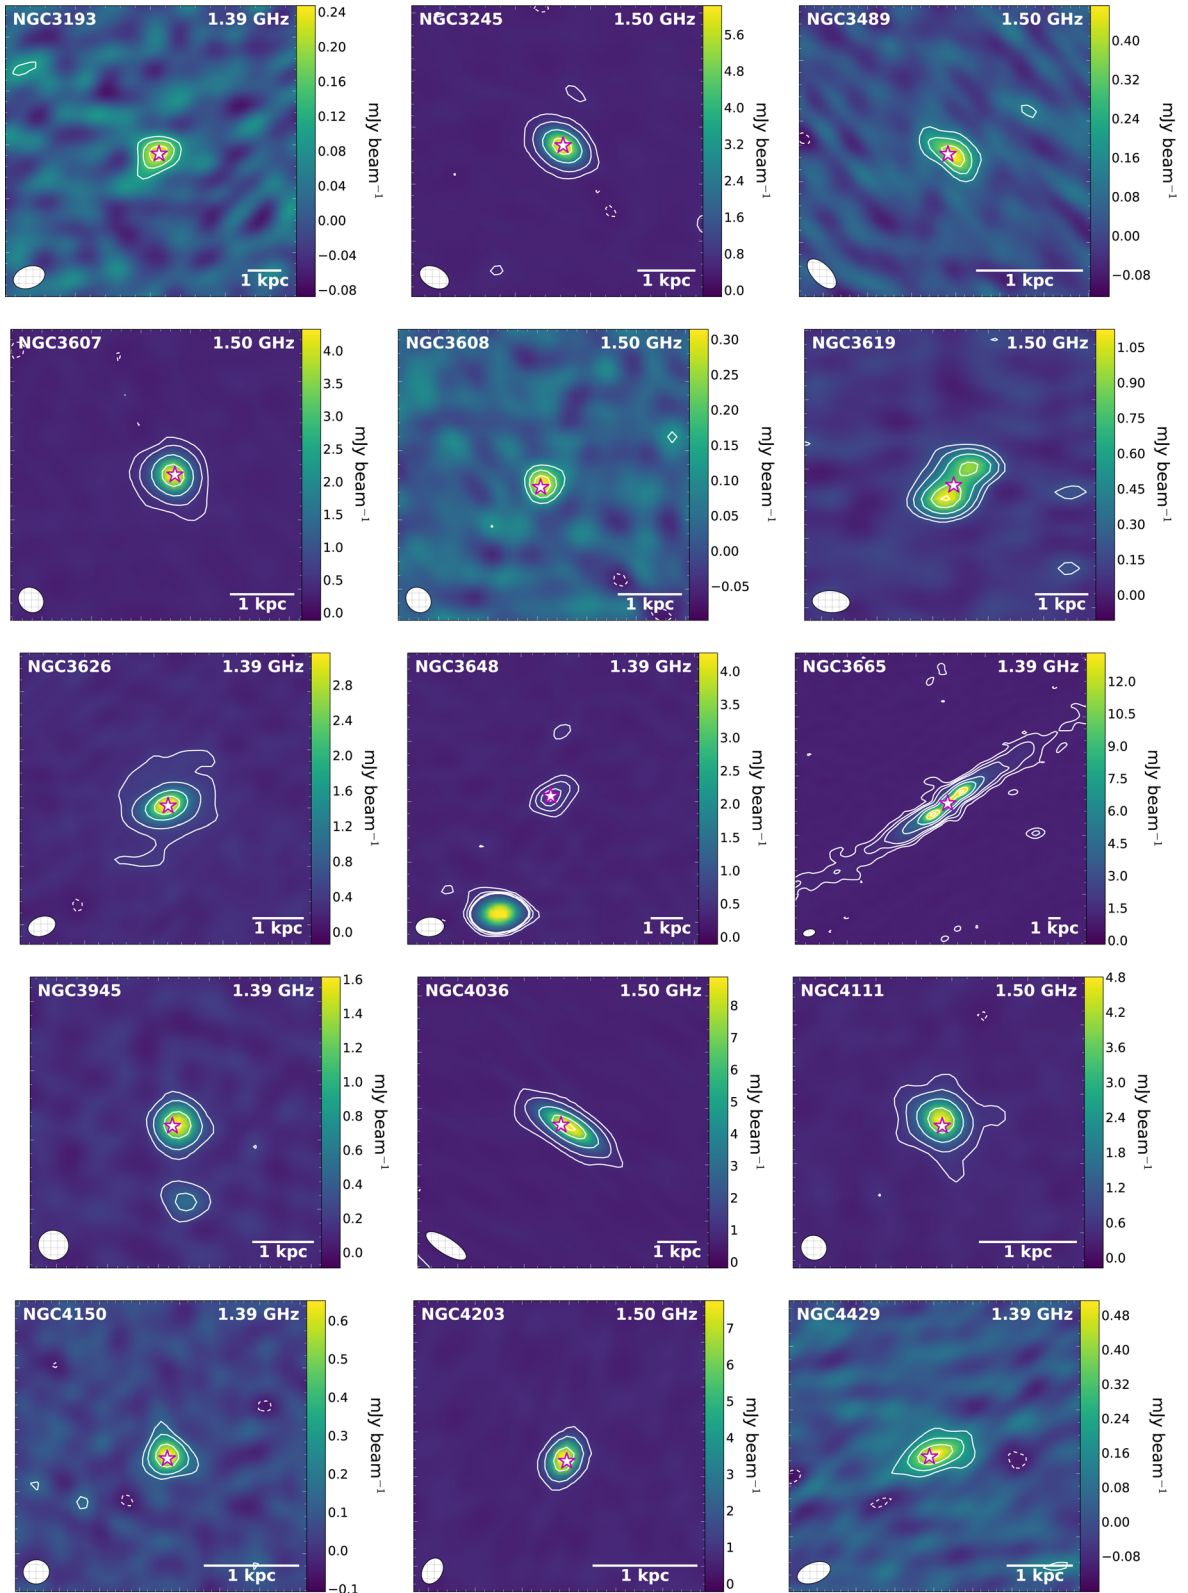 NGC3193 1.39 GHz
0.24
0.20
0.16
0.12
0.08
0.04
0.00
−0.04
−0.08
mJy beam⁻¹
1 kpc
NGC3245 1.50 GHz
5.6
4.8
4.0
3.2
2.4
1.6
0.8
0.0
mJy beam⁻¹
1 kpc
NGC3489 1.50 GHz
0.40
0.32
0.24
0.16
0.08
0.00
−0.08
mJy beam⁻¹
1 kpc
NGC3607 1.50 GHz
4.0
3.5
3.0
2.5
2.0
1.5
1.0
0.5
0.0
mJy beam⁻¹
1 kpc
NGC3608 1.50 GHz
0.30
0.25
0.20
0.15
0.10
0.05
0.00
−0.05
mJy beam⁻¹
1 kpc
NGC3619 1.50 GHz
1.05
0.90
0.75
0.60
0.45
0.30
0.15
0.00
mJy beam⁻¹
1 kpc
NGC3626 1.39 GHz
2.8
2.4
2.0
1.6
1.2
0.8
0.4
0.0
mJy beam⁻¹
1 kpc
NGC3648 1.39 GHz
4.0
3.5
3.0
2.5
2.0
1.5
1.0
0.5
0.0
mJy beam⁻¹
1 kpc
NGC3665 1.39 GHz
12.0
10.5
9.0
7.5
6.0
4.5
3.0
1.5
0.0
mJy beam⁻¹
1 kpc
NGC3945 1.39 GHz
1.6
1.4
1.2
1.0
0.8
0.6
0.4
0.2
0.0
mJy beam⁻¹
1 kpc
NGC4036 1.50 GHz
8
7
6
5
4
3
2
1
0
mJy beam⁻¹
1 kpc
NGC4111 1.50 GHz
4.8
4.2
3.6
3.0
2.4
1.8
1.2
0.6
0.0
mJy beam⁻¹
1 kpc
NGC4150 1.39 GHz
0.6
0.5
0.4
0.3
0.2
0.1
0.0
−0.1
mJy beam⁻¹
1 kpc
NGC4203 1.50 GHz
7
6
5
4
3
2
1
0
mJy beam⁻¹
1 kpc
NGC4429 1.39 GHz
0.48
0.40
0.32
0.24
0.16
0.08
0.00
−0.08
mJy beam⁻¹
1 kpc